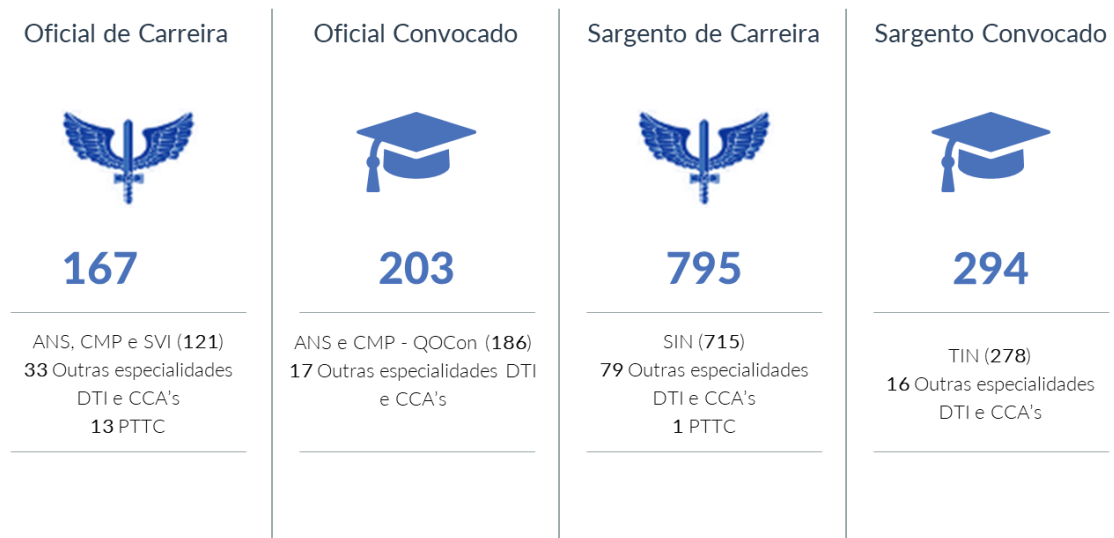 Oficial de Carreira
167
ANS, CMP e SVI (121)
33 Outras especialidades
DTI e CCA's
13 PTTC
Oficial Convocado
203
ANS e CMP - QOCon (186)
17 Outras especialidades DTI
e CCA's
Sargento de Carreira
795
SIN (715)
79 Outras especialidades
DTI e CCA's
1 PTTC
Sargento Convocado
294
TIN (278)
16 Outras especialidades
DTI e CCA's